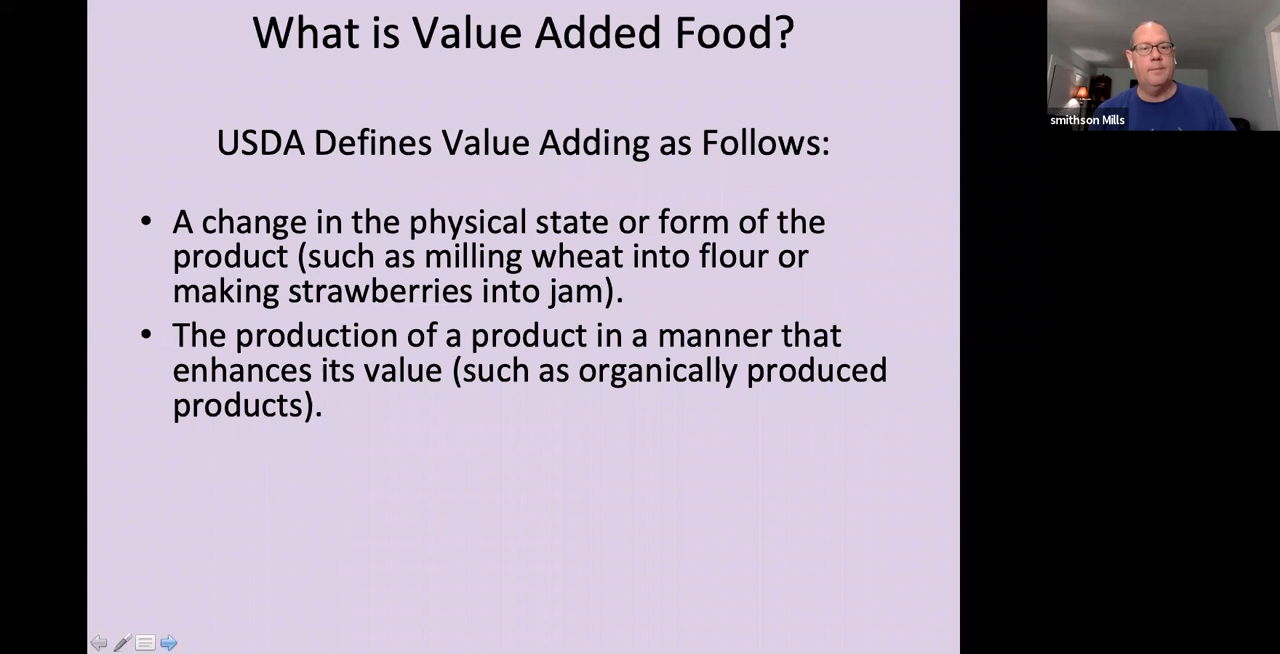 What is Value Added Food?
USDA Defines Value Adding as Follows:
• A change in the physical state or form of the
product (such as milling wheat into flour or
making strawberries into jam).
• The production of a product in a manner that
enhances its value (such as organically produced
products).
smithson Mills